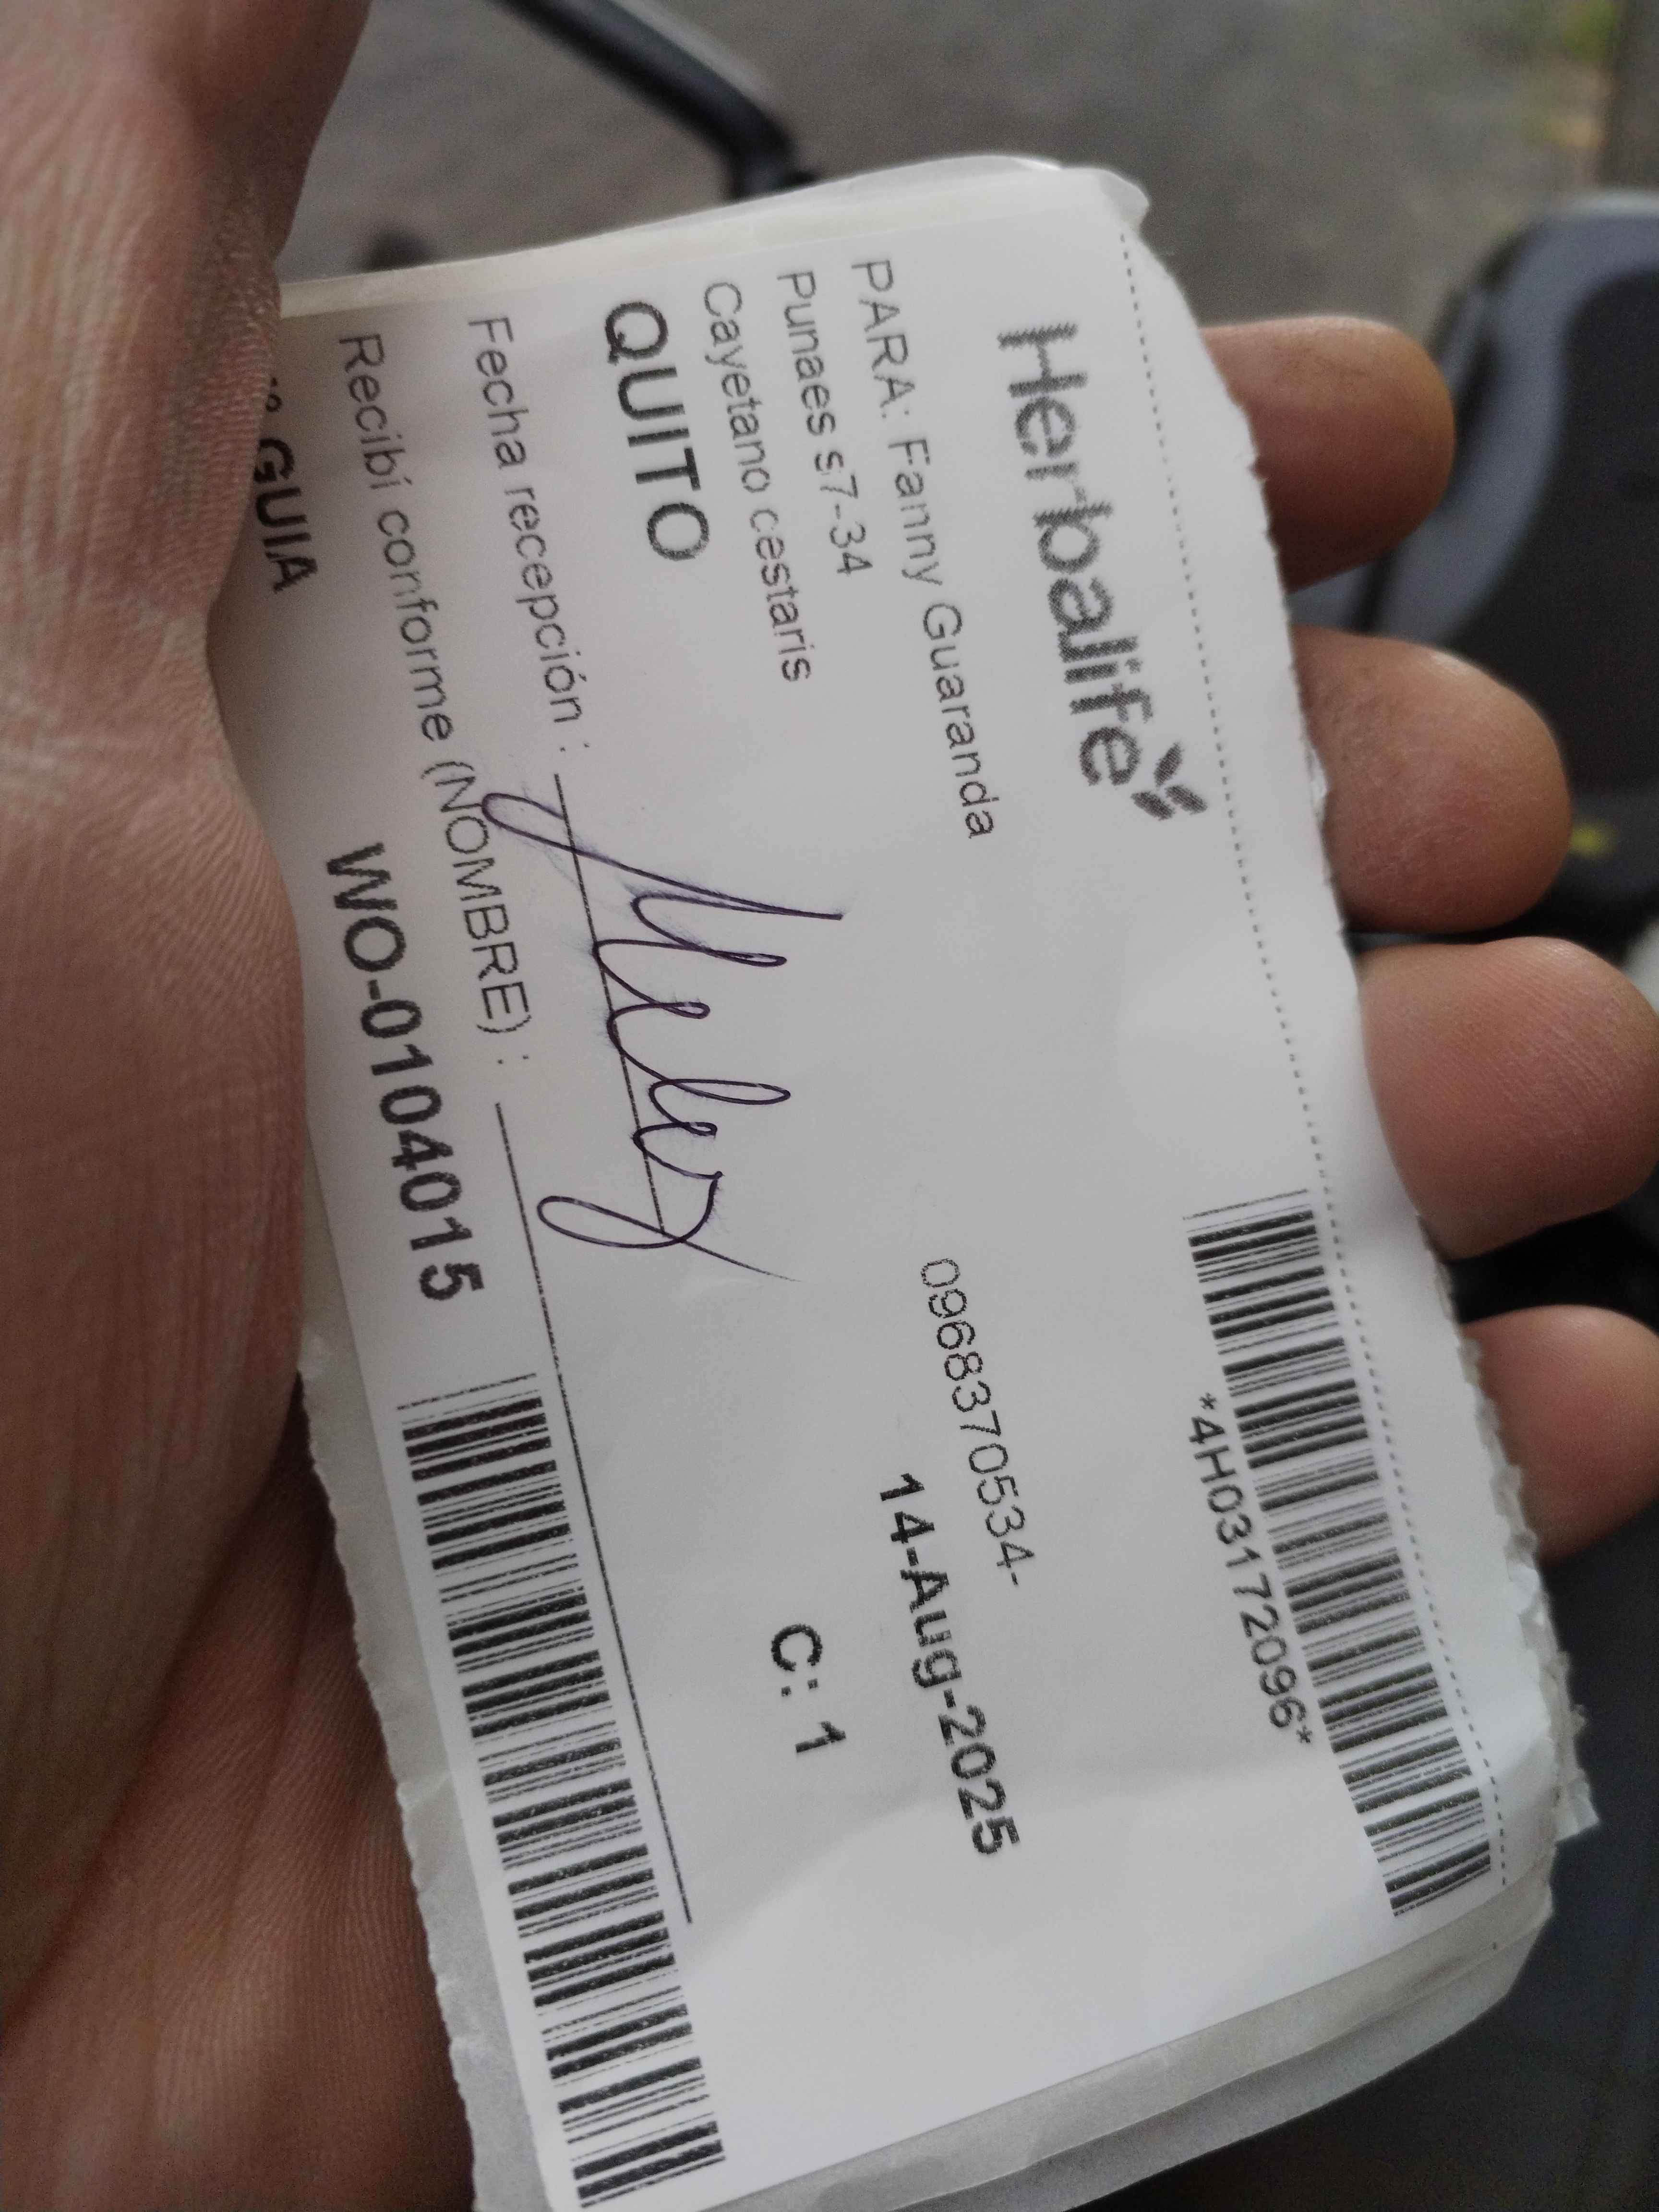 Herbalife
*4H03172096*
PARA: Fanny Guaranda
0968370534-
Punaes s7-34
14-Aug-2025
Cayetano cestaris
QUITO
C: 1
Fecha recepción :
Recibí conforme (NOMBRE) :
GUIA
WO-0104015